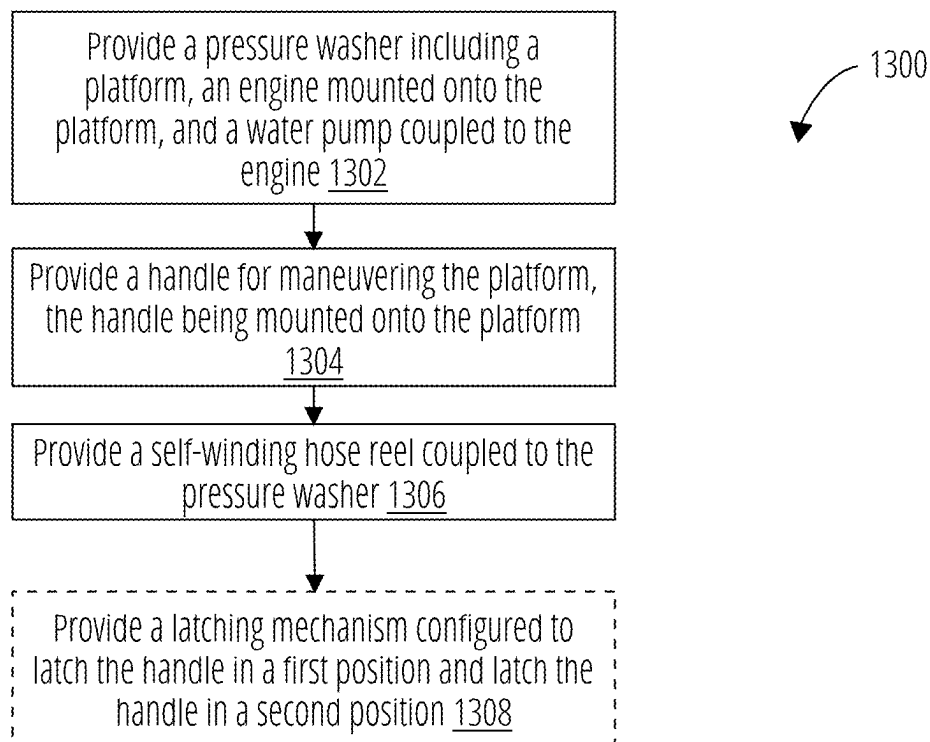 Provide a pressure washer including a
platform, an engine mounted onto the
platform, and a water pump coupled to the
engine 1302
1300
Provide a handle for maneuvering the platform,
the handle being mounted onto the platform
1304
Provide a self-winding hose reel coupled to the
pressure washer 1306
Provide a latching mechanism configured to
latch the handle in a first position and latch the
handle in a second position 1308